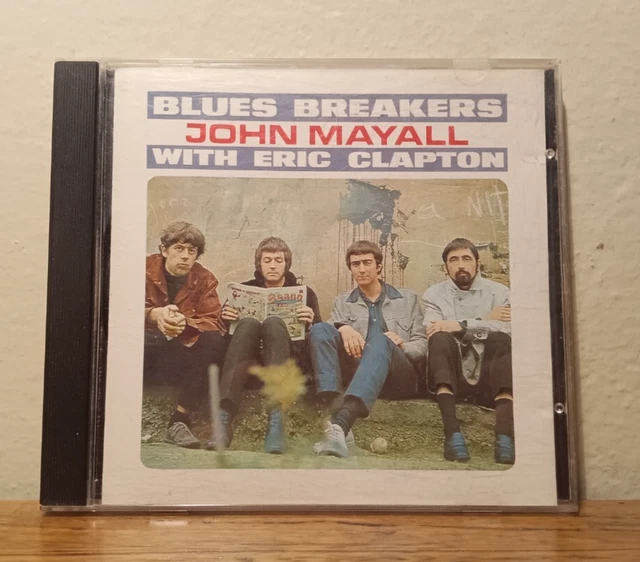 BLUES BREAKERS
JOHN MAYALL
WITH ERIC CLAPTON